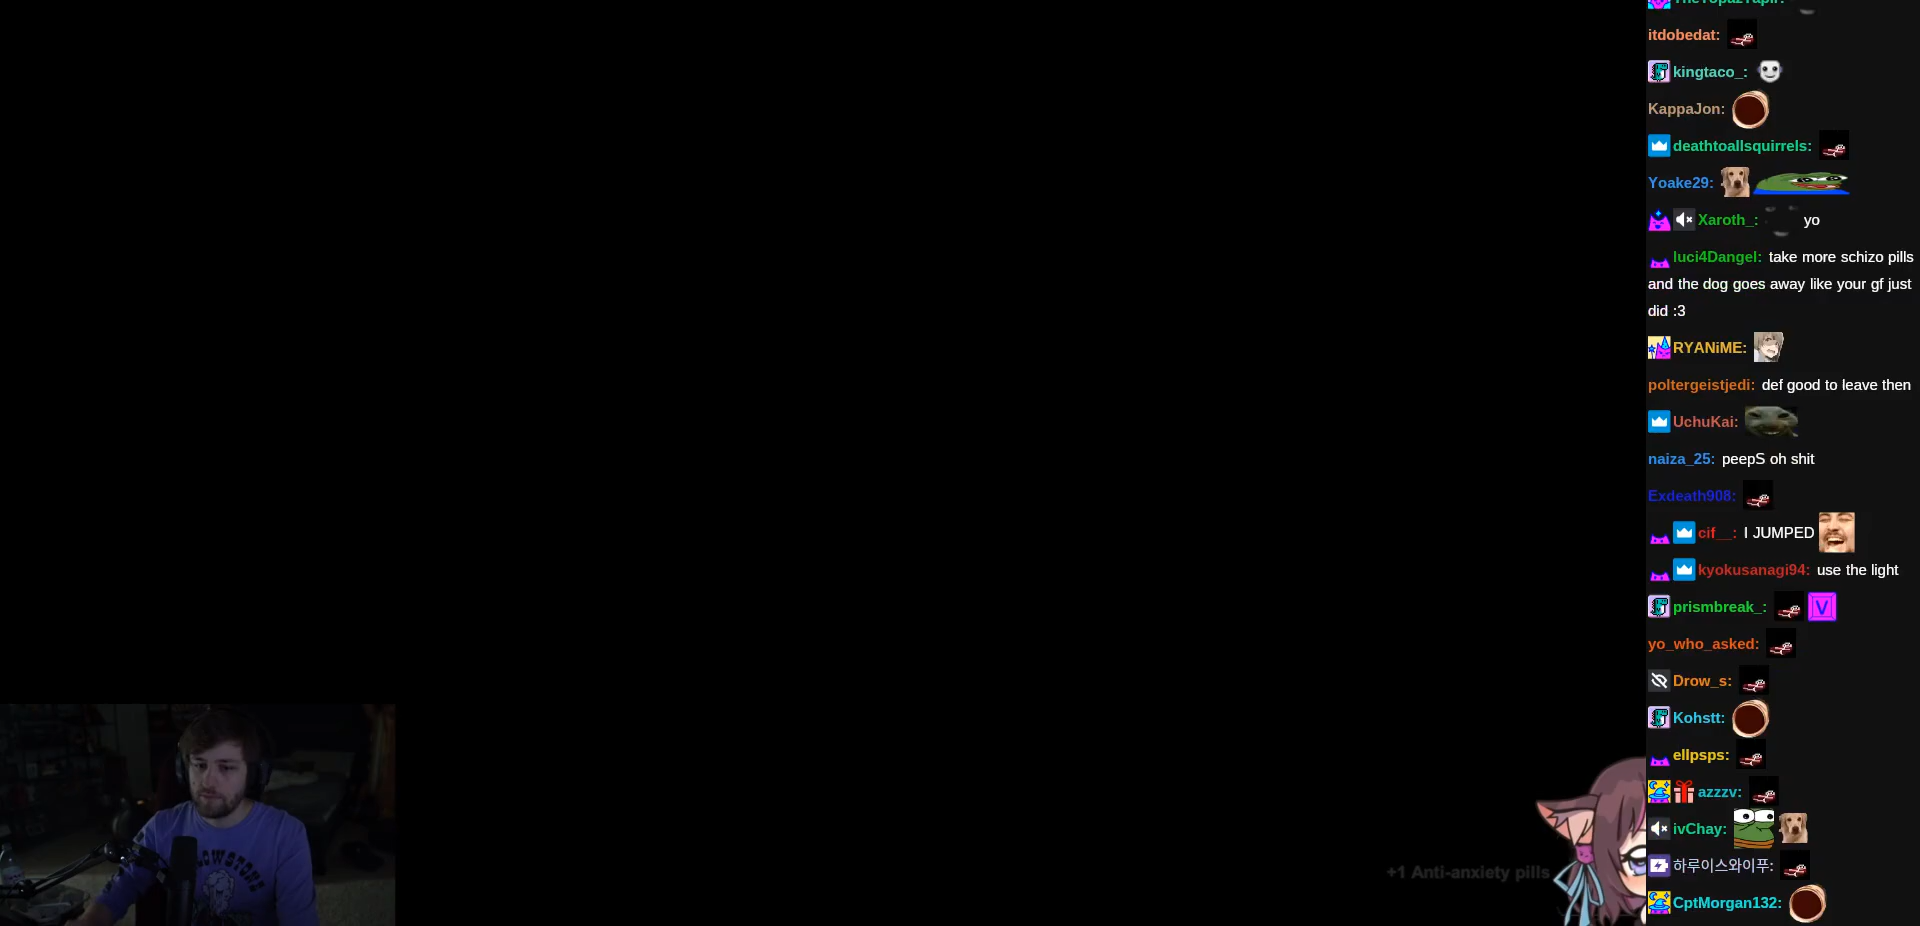 itdobedat:
kingtaco_:
KappaJon:
deathtoallsquirrels:
Yoake29:
Xaroth_: yo
luci4Dangel: take more schizo pills
and the dog goes away like your gf just
did :3
RYANiME:
poltergeistjedi: def good to leave then
UchuKai:
naiza_25: peepS oh shit
Exdeath908:
cif__: I JUMPED
kyokusanagi94: use the light
prismbreak_: V
yo_who_asked:
Drow_s:
Kohstt:
ellpsps:
azzzv:
ivChay:
하루이스와이푸:
+1 Anti-anxiety pills
CptMorgan132: